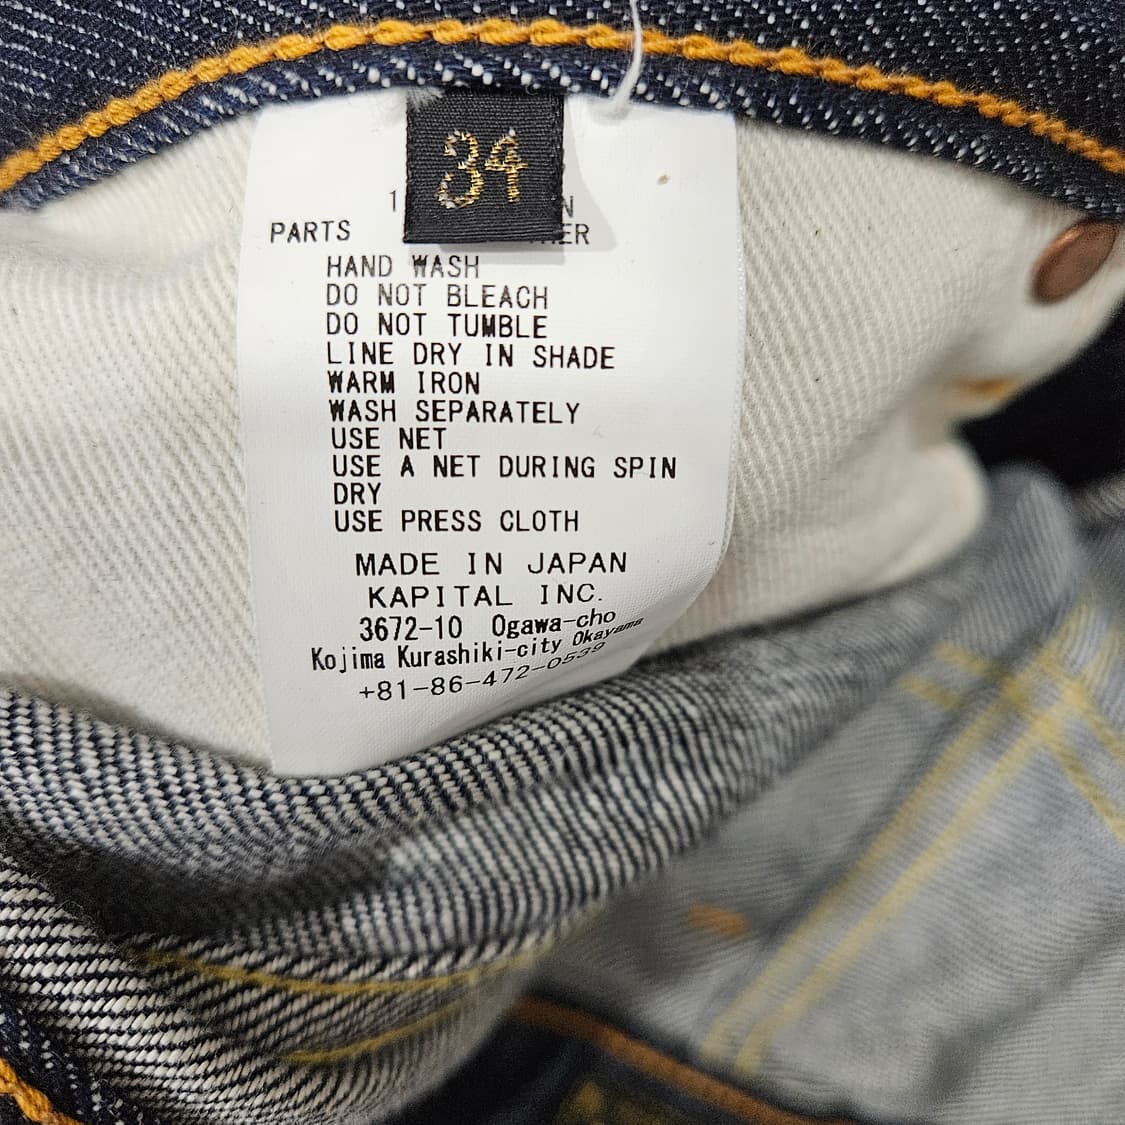 34
PARTS
HAND WASH
DO NOT BLEACH
DO NOT TUMBLE
LINE DRY IN SHADE
WARM IRON
WASH SEPARATELY
USE NET
USE A NET DURING SPIN
DRY
USE PRESS CLOTH
MADE IN JAPAN
KAPITAL INC.
3672-10 Ogawa-cho
Kojima Kurashiki-city Okayama
+81-86-472-0539